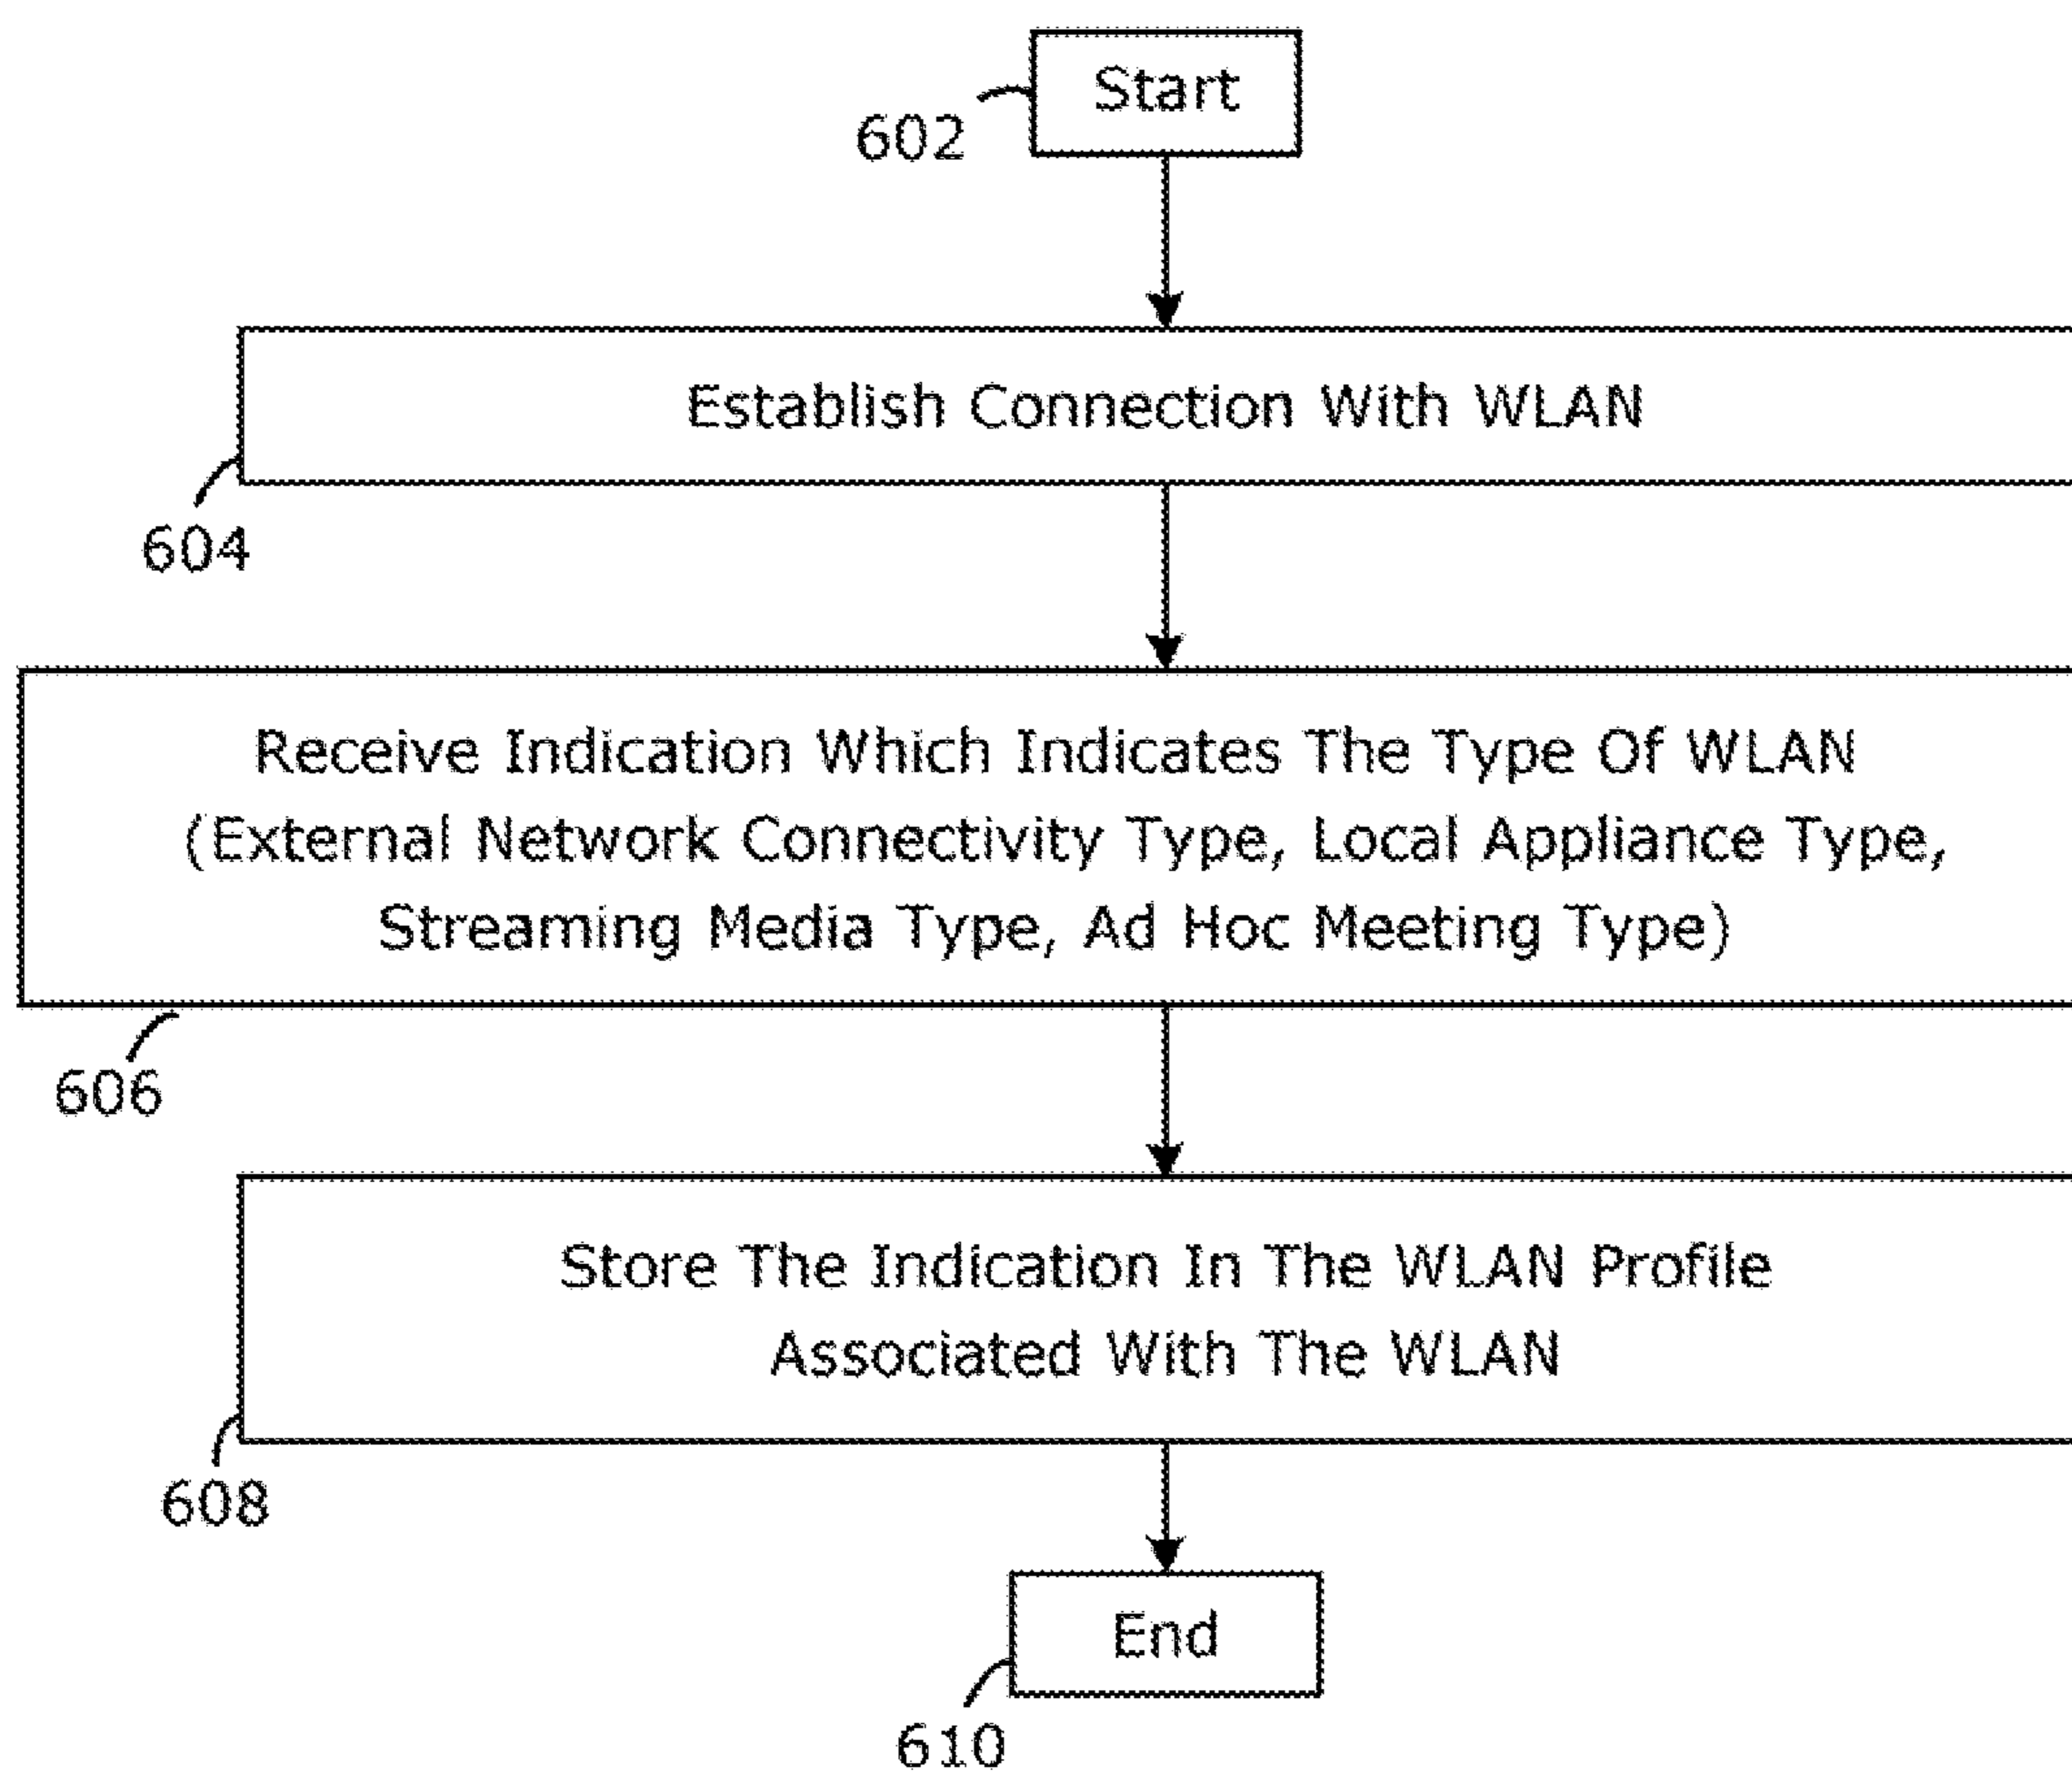 Start
602
Establish Connection With WLAN
604
Receive Indication Which Indicates The Type Of WLAN
(External Network Connectivity Type, Local Appliance Type,
Streaming Media Type, Ad Hoc Meeting Type)
606
Store The Indication In The WLAN Profile
Associated With The WLAN
608
End
610